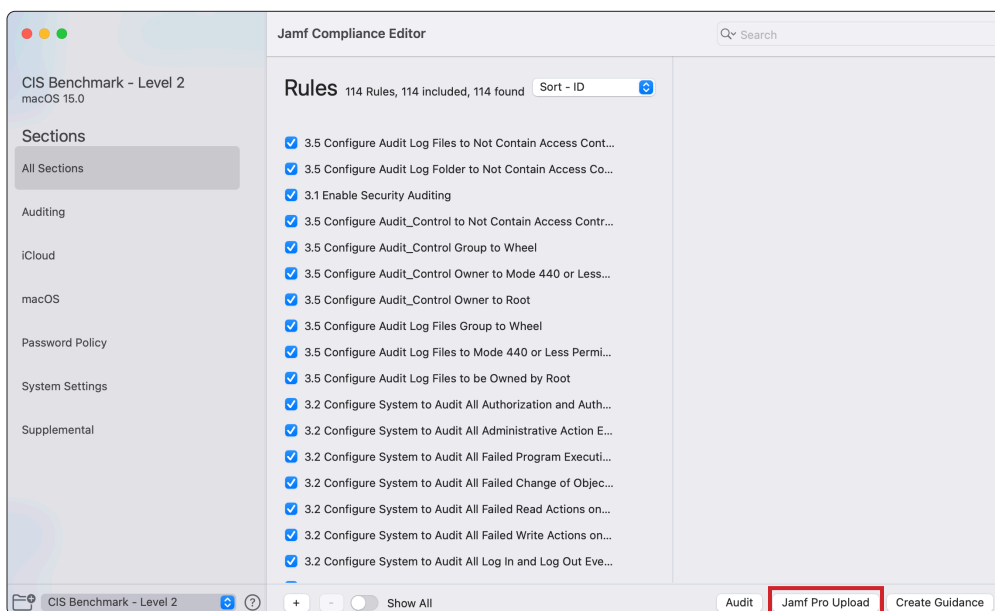 Jamf Compliance Editor
Search
CIS Benchmark - Level 2
macOS 15.0
Sections
All Sections
Auditing
iCloud
macOS
Password Policy
System Settings
Supplemental
CIS Benchmark - Level 2
?
Rules 114 Rules, 114 included, 114 found Sort - ID
3.5 Configure Audit Log Files to Not Contain Access Cont...
3.5 Configure Audit Log Folder to Not Contain Access Co...
3.1 Enable Security Auditing
3.5 Configure Audit_Control to Not Contain Access Contr...
3.5 Configure Audit_Control Group to Wheel
3.5 Configure Audit_Control Owner to Mode 440 or Less...
3.5 Configure Audit_Control Owner to Root
3.5 Configure Audit Log Files Group to Wheel
3.5 Configure Audit Log Files to Mode 440 or Less Permi...
3.5 Configure Audit Log Files to be Owned by Root
3.2 Configure System to Audit All Authorization and Auth...
3.2 Configure System to Audit All Administrative Action E...
3.2 Configure System to Audit All Failed Program Executi...
3.2 Configure System to Audit All Failed Change of Objec...
3.2 Configure System to Audit All Failed Read Actions on...
3.2 Configure System to Audit All Failed Write Actions on...
3.2 Configure System to Audit All Log In and Log Out Eve...
+ - Show All
Audit Jamf Pro Upload Create Guidance